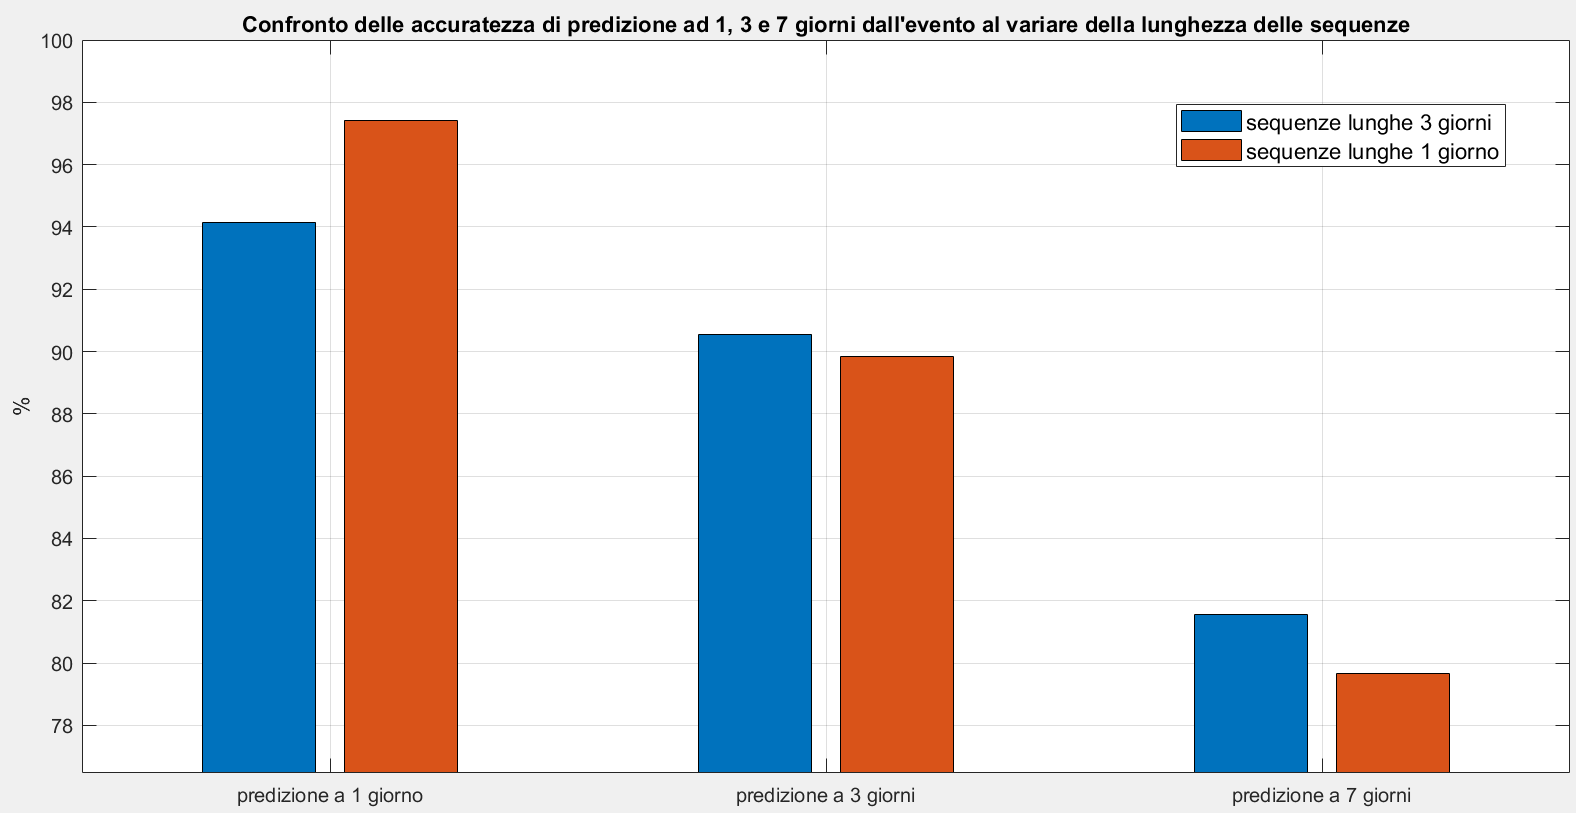 Confronto delle accuratezza di predizione ad 1, 3 e 7 giorni dall'evento al variare della lunghezza delle sequenze
100
98
96
94
92
90
88
86
84
82
80
78
%
sequenze lunghe 3 giorni
sequenze lunghe 1 giorno
predizione a 1 giorno
predizione a 3 giorni
predizione a 7 giorni